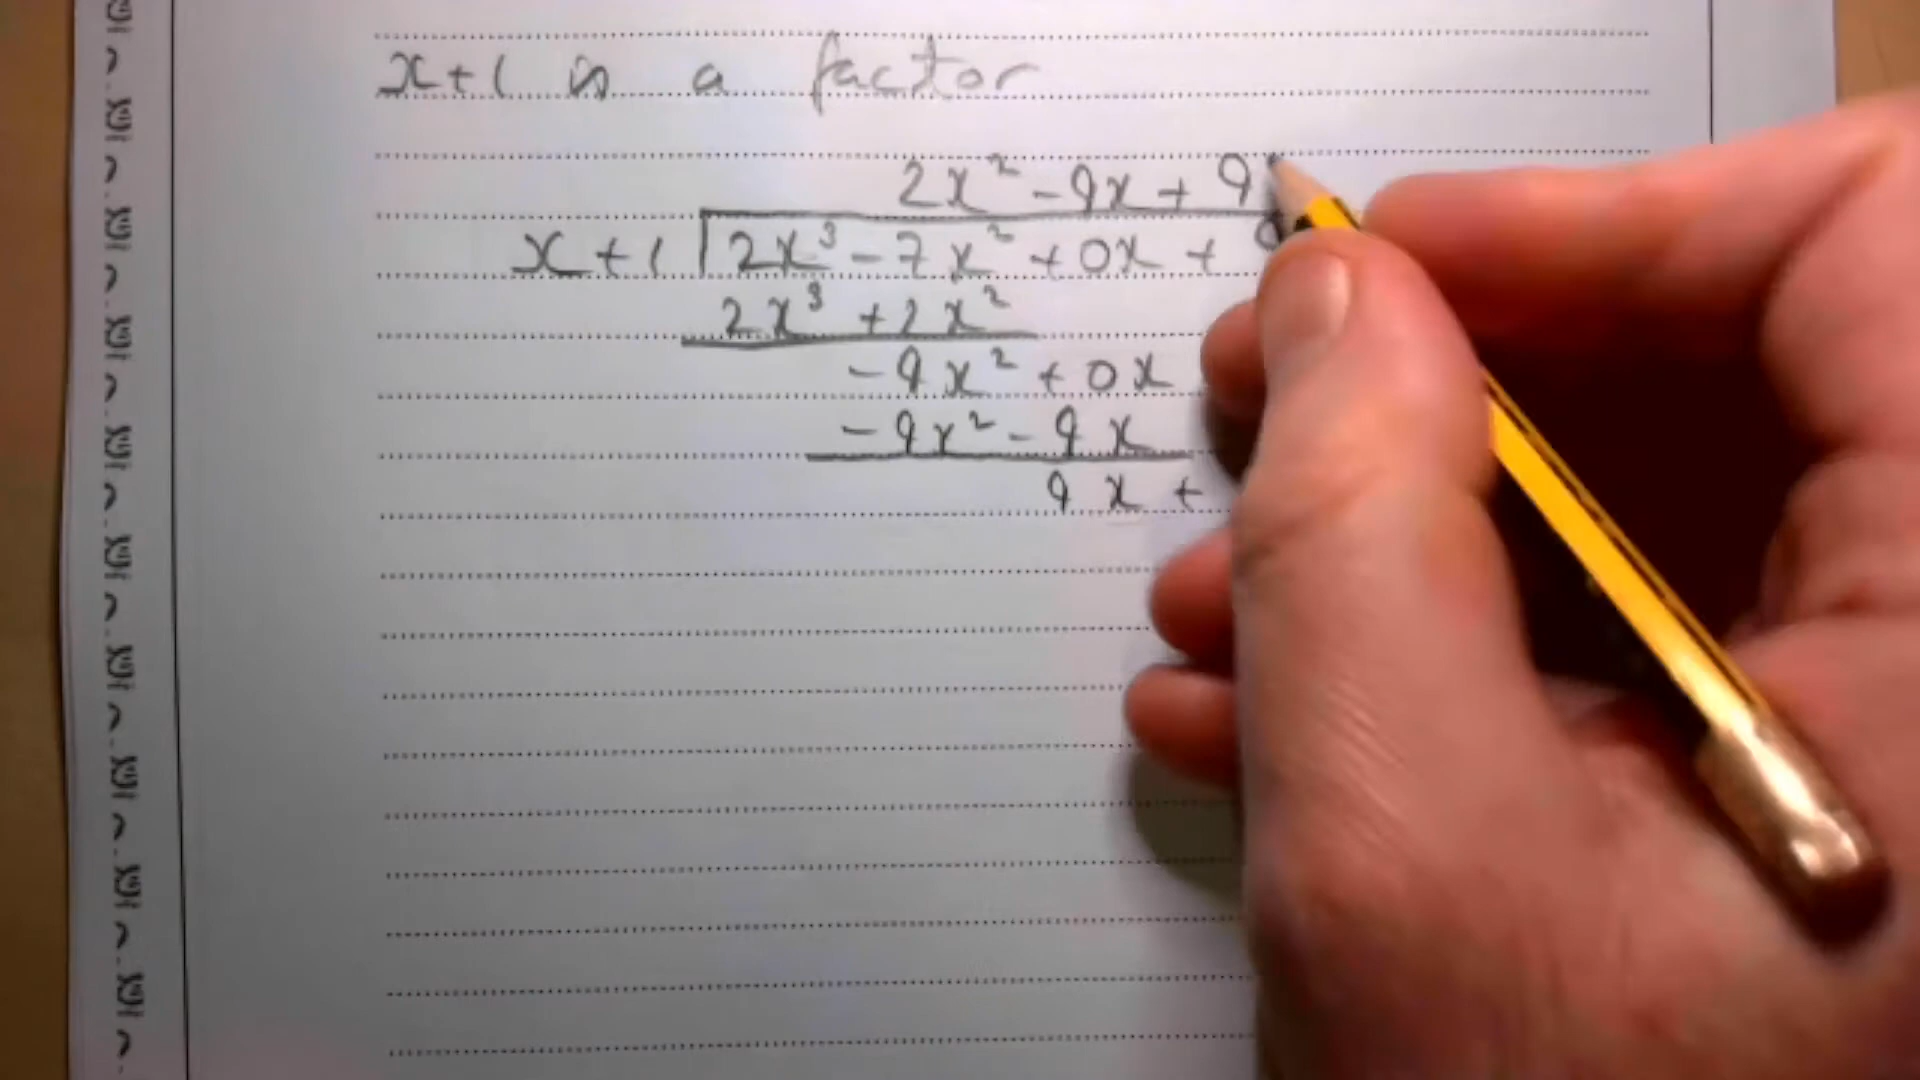 x+1 is a factor
2x² - 9x + 9
x+1 2x³ - 7x² + 0x +
2x³ + 2x²
-9x² + 0x
-9x² - 9x
9x +